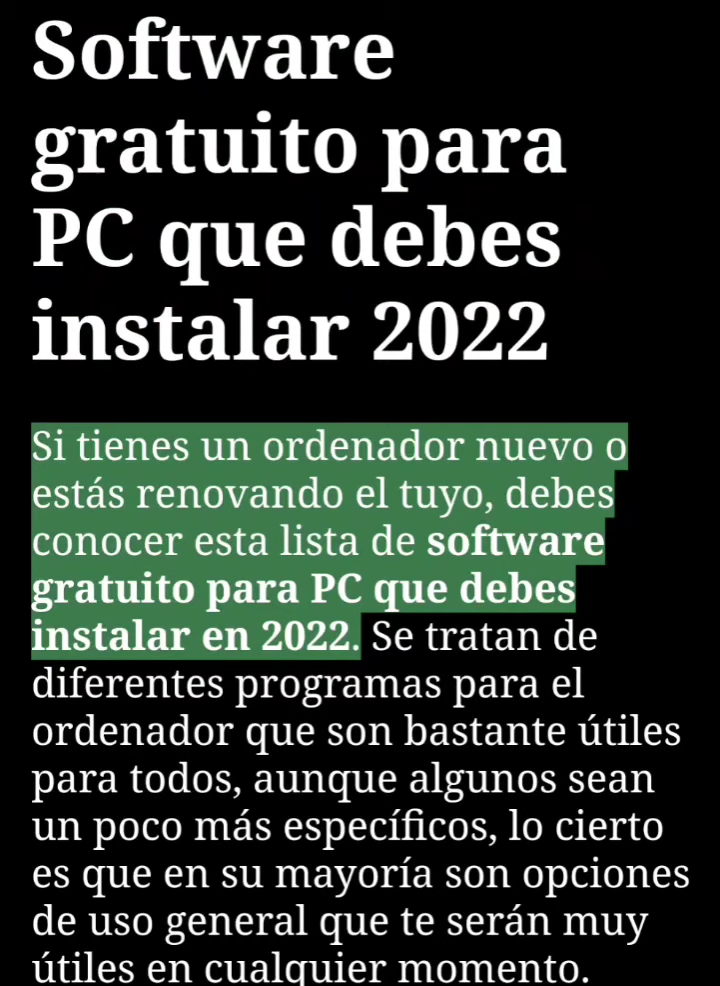 Software
gratuito para
PC que debes
instalar 2022
Si tienes un ordenador nuevo o
estás renovando el tuyo, debes
conocer esta lista de software
gratuito para PC que debes
instalar en 2022. Se tratan de
diferentes programas para el
ordenador que son bastante útiles
para todos, aunque algunos sean
un poco más específicos, lo cierto
es que en su mayoría son opciones
de uso general que te serán muy
útiles en cualquier momento.